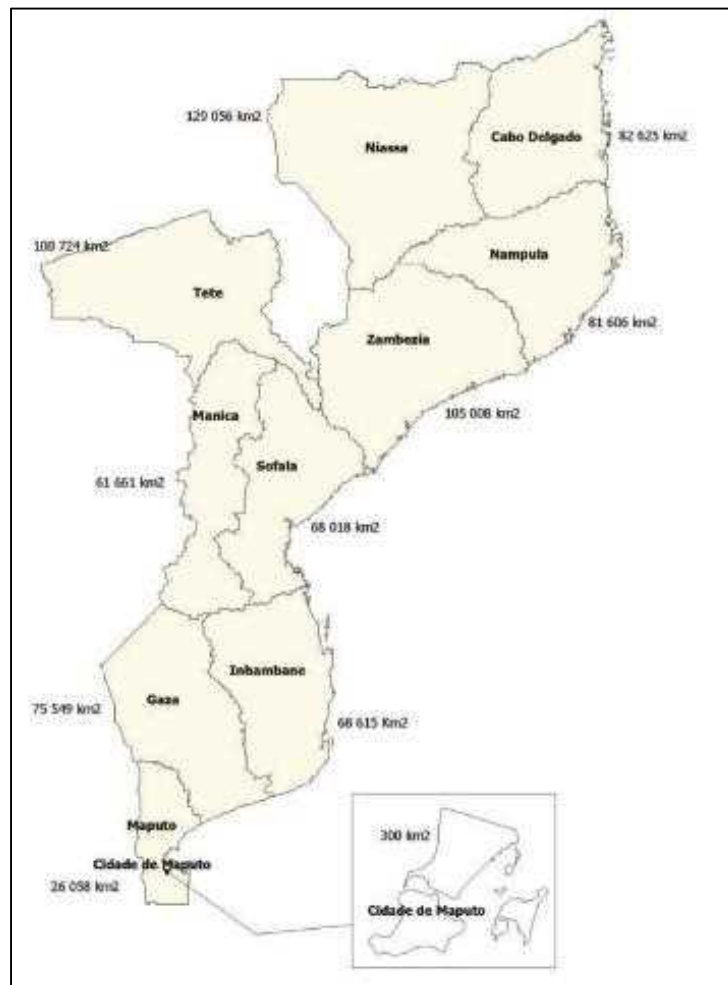 129 056 km2
Niassa
Cabo Delgado
82 625 km2
Nampula
100 724 km2
Tete
81 606 km2
Zambezia
105 008 km2
Manica
Sofala
61 661 km2
68 018 km2
Inhambane
Gaza
75 549 km2
68 615 Km2
Maputo
300 km2
Cidade de Maputo
26 058 km2
Cidade de Maputo